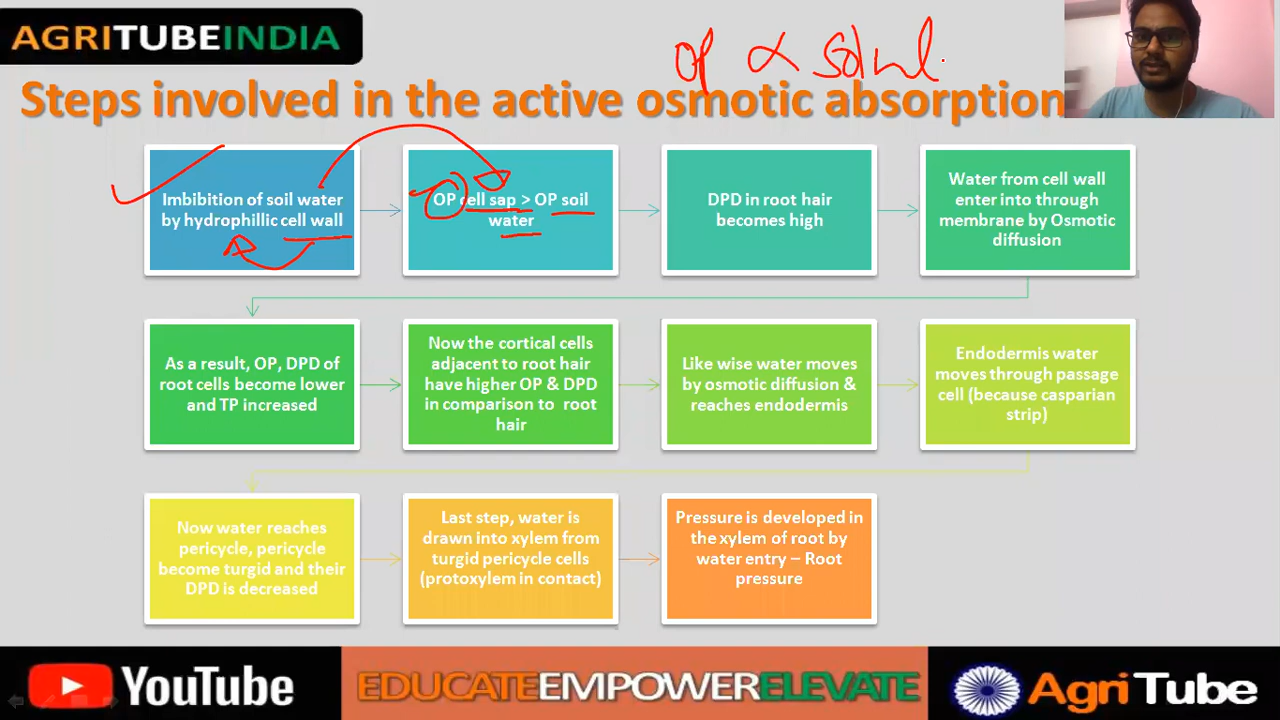 AGRITUBEINDIA
OP ∝
Steps involved in the active osmotic absorption
Imbibition of soil water
by hydrophillic cell wall
OP cell sap > OP soil
water
DPD in root hair
becomes high
Water from cell wall
enter into through
membrane by Osmotic
diffusion
As a result, OP, DPD of
root cells become lower
and TP increased
Now the cortical cells
adjacent to root hair
have higher OP & DPD
in comparison to root
hair
Like wise water moves
by osmotic diffusion &
reaches endodermis
Endodermis water
moves through passage
cell (because casparian
strip)
Now water reaches
pericycle, pericycle
become turgid and their
DPD is decreased
Last step, water is
drawn into xylem from
turgid pericycle cells
(protoxylem in contact)
Pressure is developed in
the xylem of root by
water entry – Root
pressure
YouTube
EDUCATEEMPOWERELEVATE
AgriTube